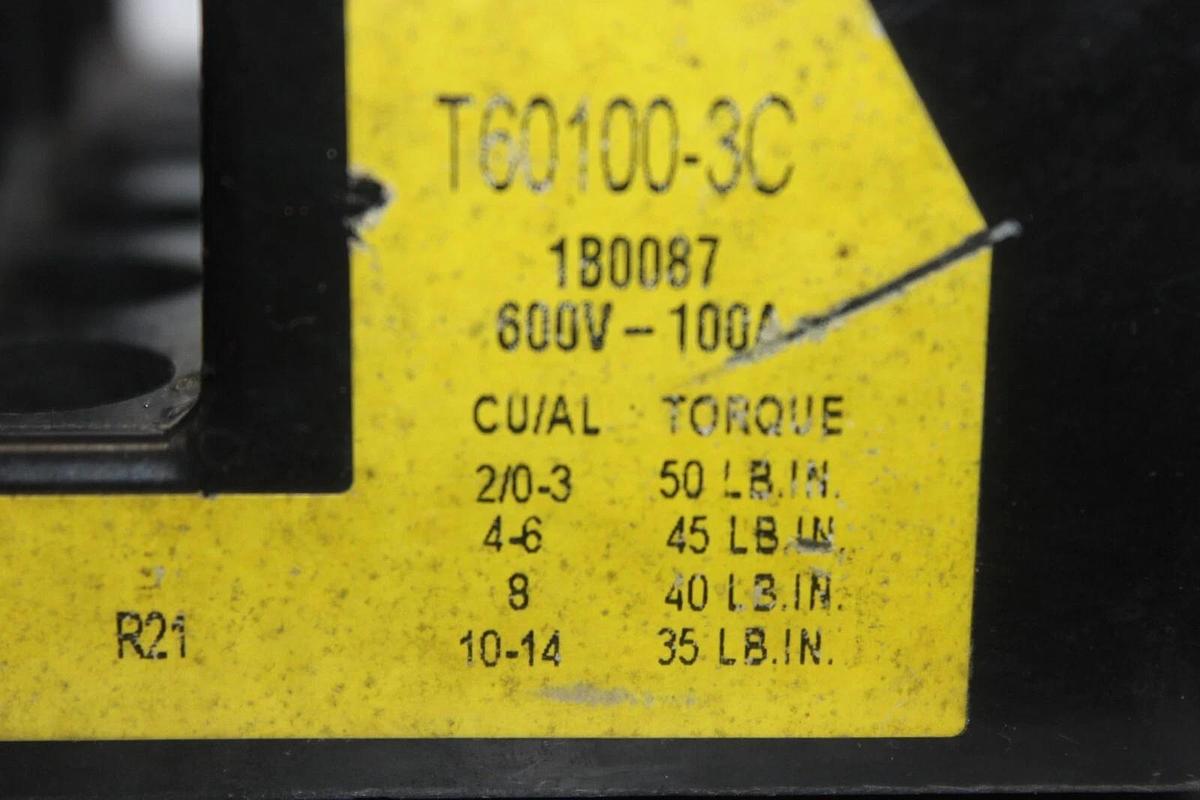 T60100-3C
1B0087
600V - 100A
CU/AL TORQUE
2/0-3 50 LB.IN.
4-6 45 LB.IN.
8 40 LB.IN.
R21
10-14 35 LB.IN.